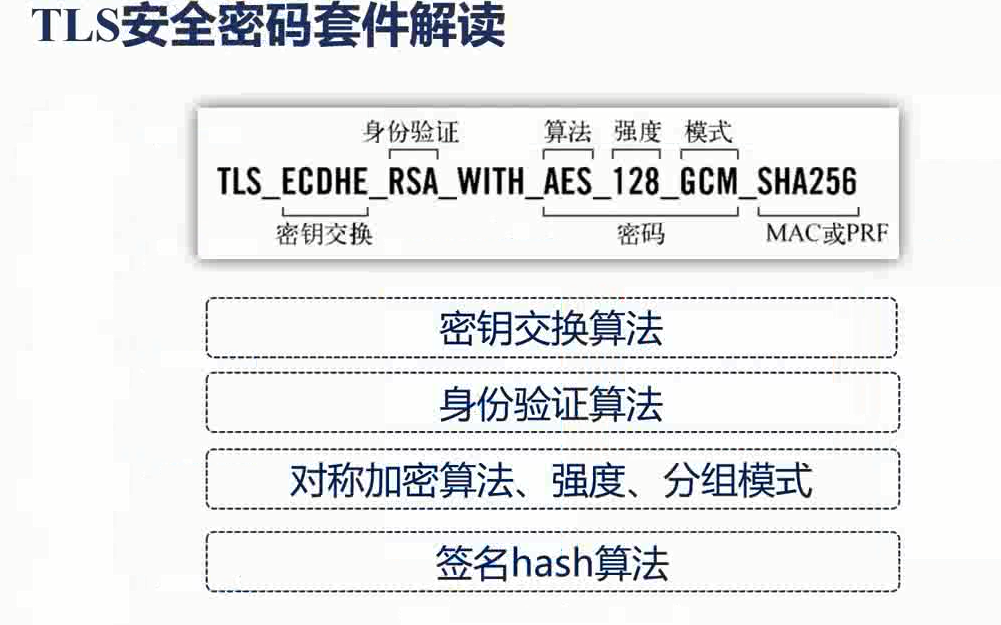 TLS安全密码套件解读
身份验证 算法 强度 模式
TLS_ECDHE_RSA_WITH_AES_128_GCM_SHA256
密钥交换 密码 MAC或PRF
密钥交换算法
身份验证算法
对称加密算法、强度、分组模式
签名hash算法